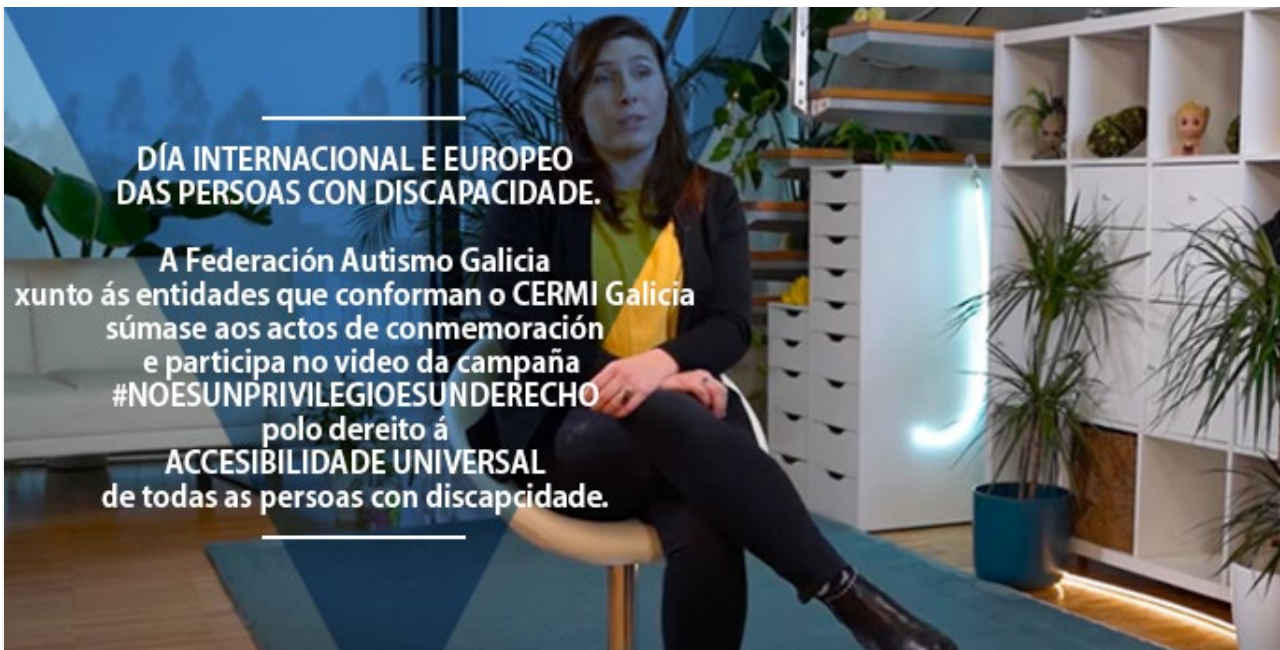 DÍA INTERNACIONAL E EUROPEO
DAS PERSOAS CON DISCAPACIDADE.
A Federación Autismo Galicia
xunto ás entidades que conforman o CERMI Galicia
súmase aos actos de conmemoración
e participa no video da campaña
#NOESUNPRIVILEGIOESUNDERECHO
polo dereito á
ACCESIBILIDADE UNIVERSAL
de todas as persoas con discapcidade.